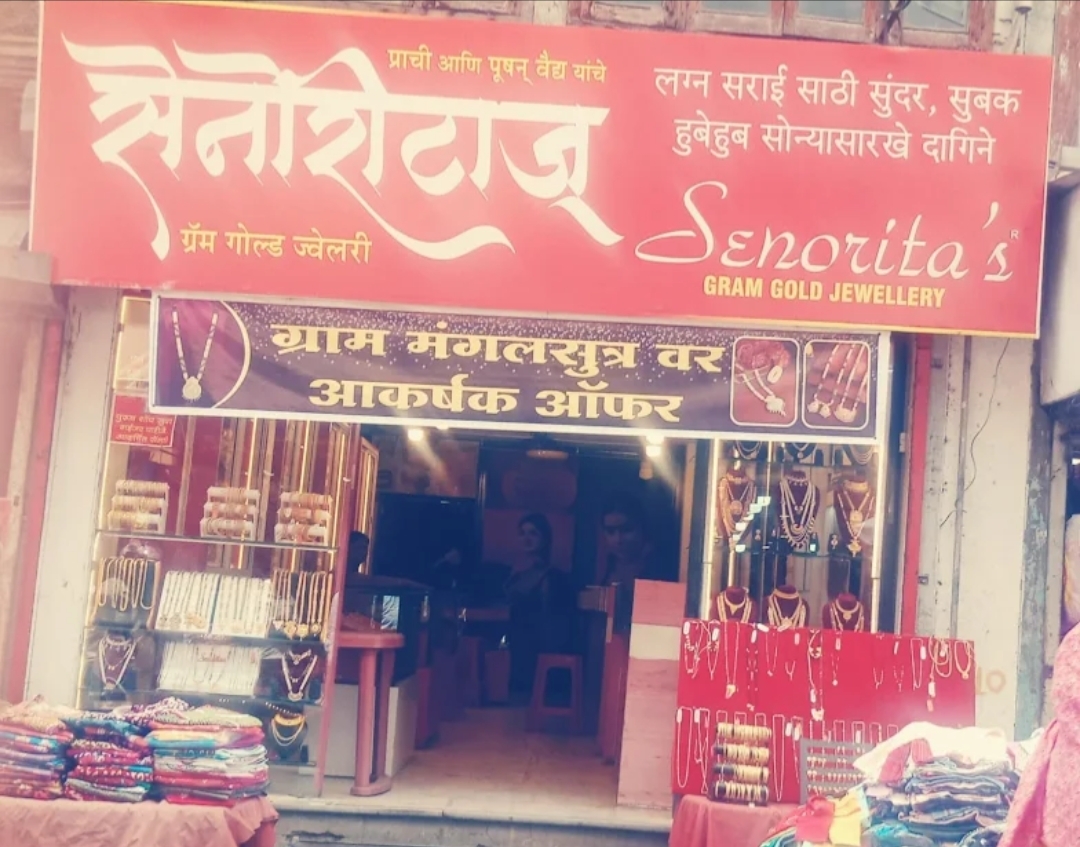 प्राची आणि पूषन् वैद्य यांचे
सेनोरीटाज्
ग्रॅम गोल्ड ज्वेलरी
लग्न सराई साठी सुंदर, सुबक
हुबेहुब सोन्यासारखे दागिने
Senorita's®
GRAM GOLD JEWELLERY
ग्राम मंगलसुत्र वर
आकर्षक ऑफर